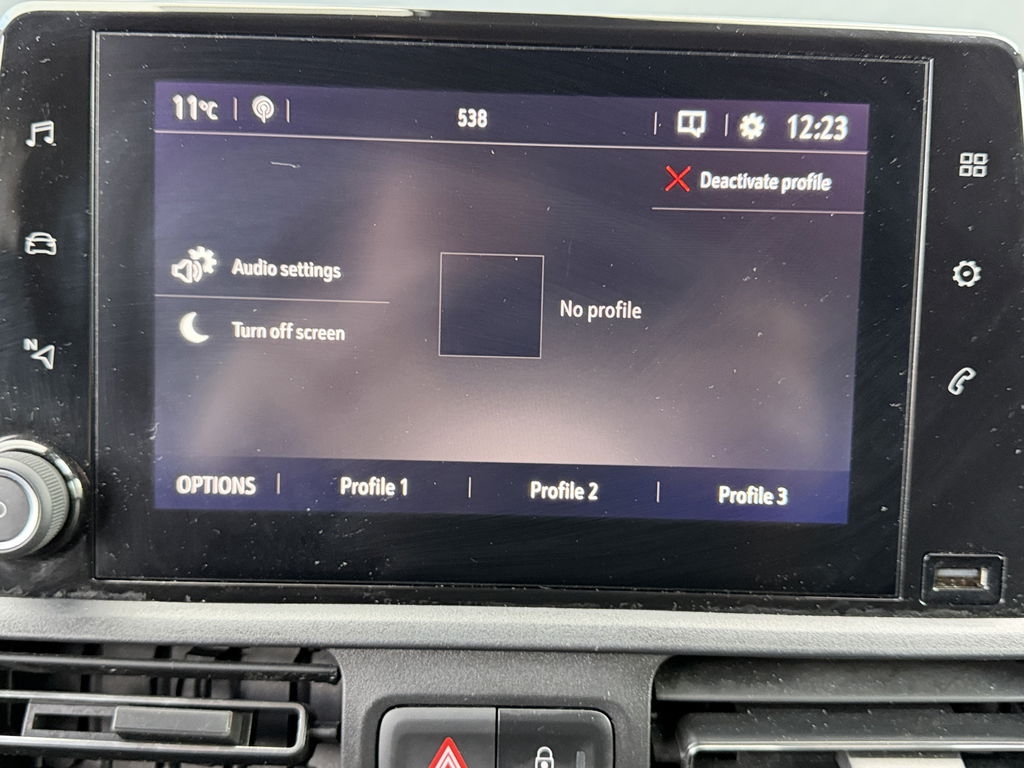 11°C
538
12:23
Deactivate profile
Audio settings
No profile
Turn off screen
N
OPTIONS
Profile 1
Profile 2
Profile 3